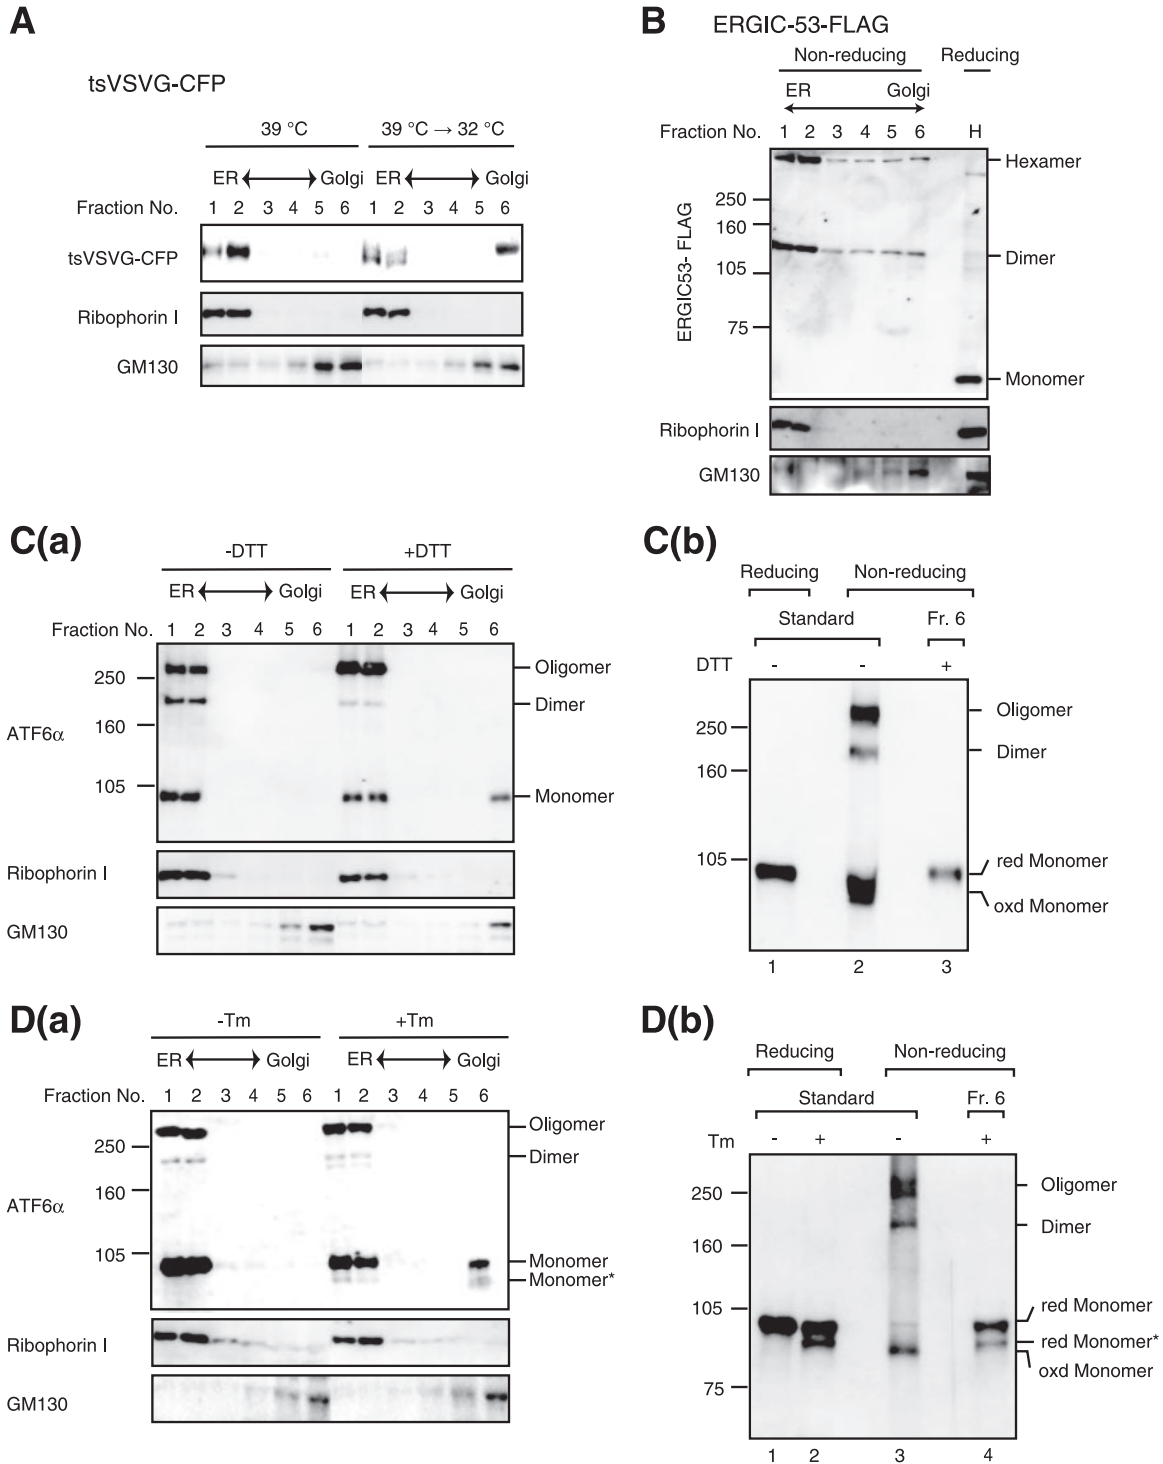 A
tsVSVG-CFP
39 °C
39 °C → 32 °C
ER Golgi ER Golgi
Fraction No. 1 2 3 4 5 6 1 2 3 4 5 6
tsVSVG-CFP
Ribophorin I
GM130
B ERGIC-53-FLAG
Non-reducing Reducing
ER Golgi
Fraction No. 1 2 3 4 5 6 H
ERGIC53- FLAG
250
160
105
75
Hexamer
Dimer
Monomer
Ribophorin I
GM130
C(a)
-DTT +DTT
ER Golgi ER Golgi
Fraction No. 1 2 3 4 5 6 1 2 3 4 5 6
ATF6α
250
160
105
Oligomer
Dimer
Monomer
Ribophorin I
GM130
C(b)
Reducing Non-reducing
Standard Fr. 6
DTT - - +
250
160
105
Oligomer
Dimer
red Monomer
oxd Monomer
1 2 3
D(a)
-Tm +Tm
ER Golgi ER Golgi
Fraction No. 1 2 3 4 5 6 1 2 3 4 5 6
ATF6α
250
160
105
Oligomer
Dimer
Monomer
Monomer*
Ribophorin I
GM130
D(b)
Reducing Non-reducing
Standard Fr. 6
Tm - + - +
250
160
105
75
Oligomer
Dimer
red Monomer
red Monomer*
oxd Monomer
1 2 3 4